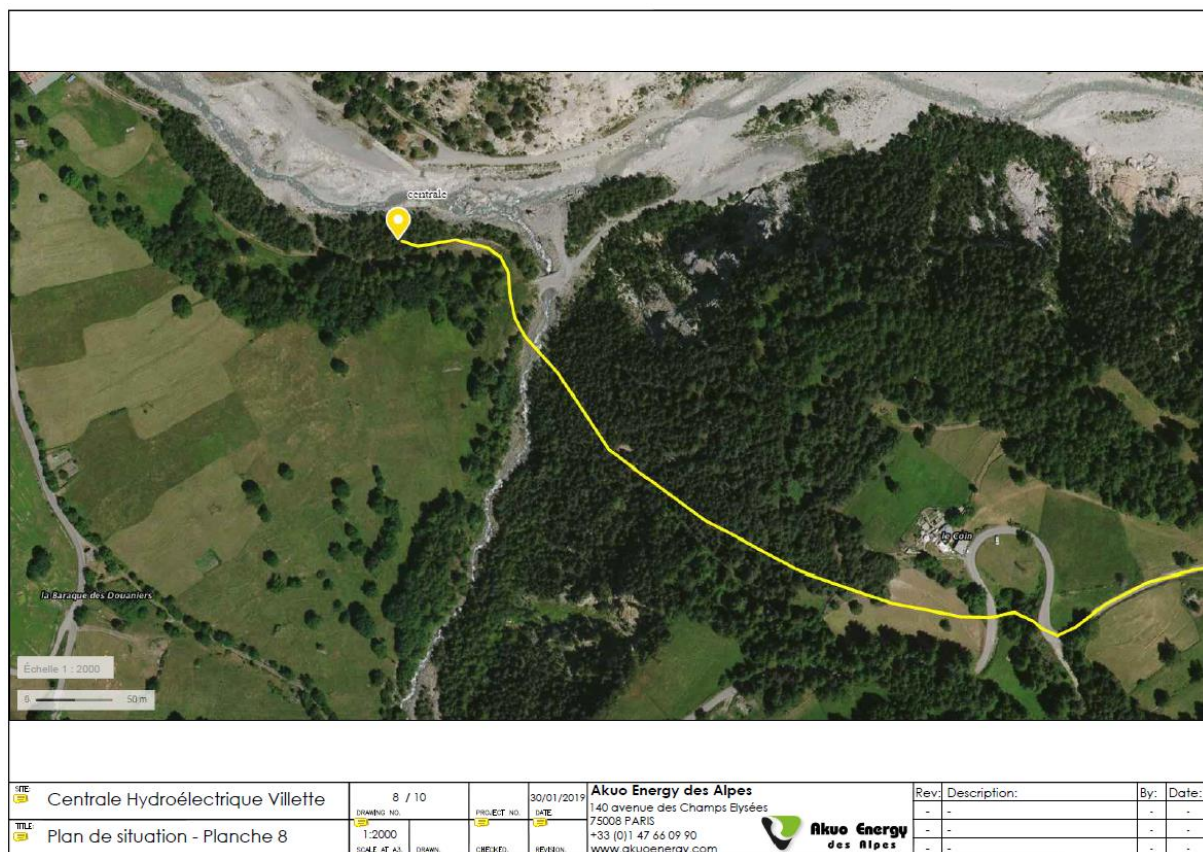 centrale
le Coin
la Baraque des Douaniers
Échelle 1 : 2000
0 50m
SITE:
Centrale Hydroélectrique Villette
TITLE:
Plan de situation - Planche 8
8 / 10
DRAWING NO.
PROJECT NO.
30/01/2019
DATE
1:2000
SCALE AT A3.
DRAWN.
CHECKED.
REVISION.
Akuo Energy des Alpes
140 avenue des Champs Elysées
75008 PARIS
+33 (0)1 47 66 09 90
www.akuoenergy.com
Akuo Energy
des Alpes
Rev: Description: By: Date:
- - - -
- - - -
- - - -